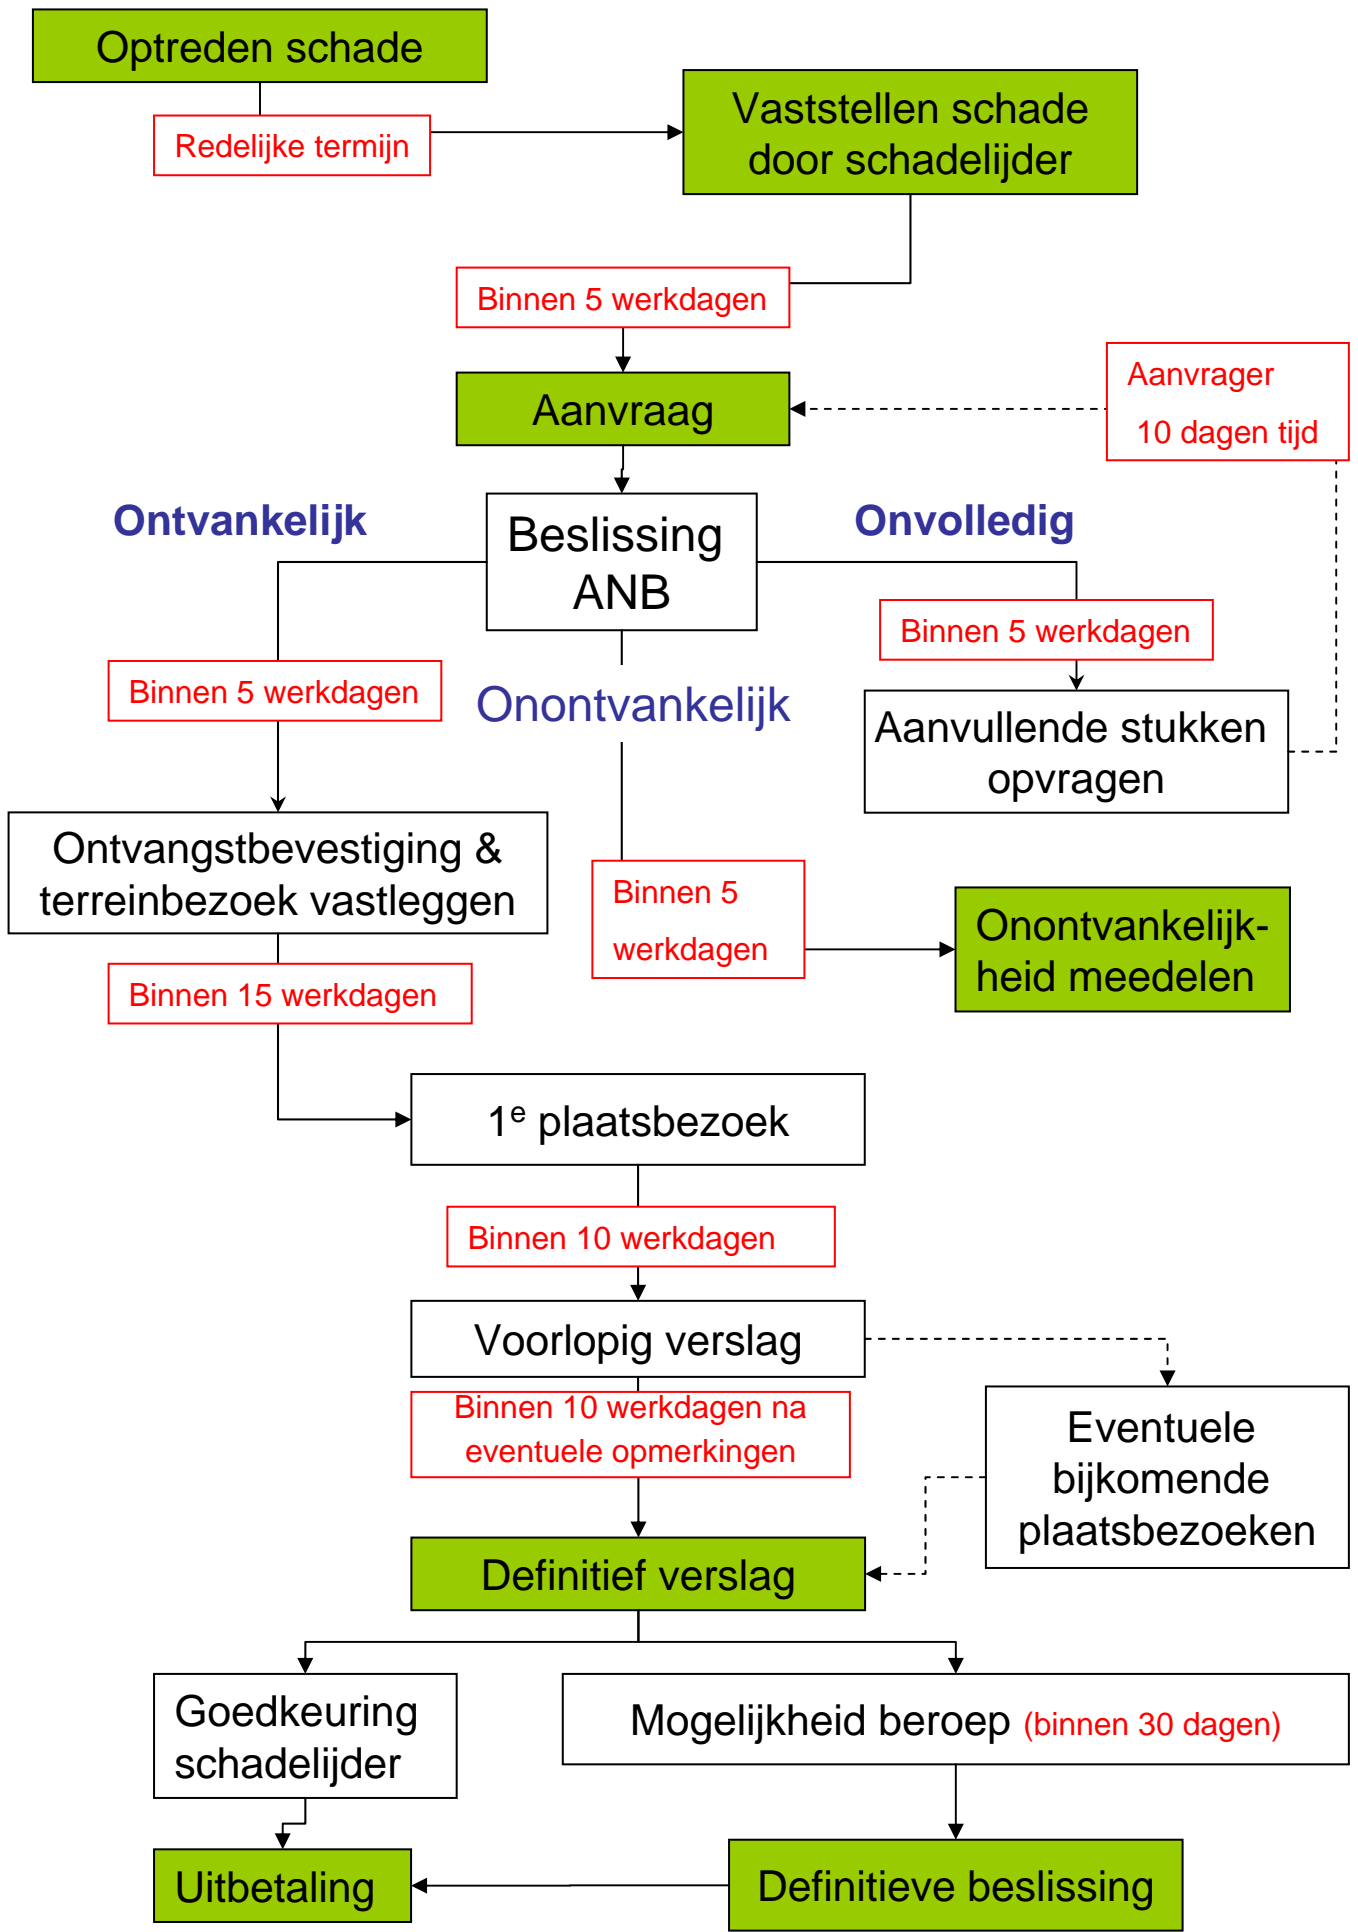 Optreden schade
Redelijke termijn
Vaststellen schade
door schadelijder
Binnen 5 werkdagen
Aanvrager
10 dagen tijd
Aanvraag
Ontvankelijk
Beslissing
ANB
Onvolledig
Binnen 5 werkdagen
Binnen 5 werkdagen
Onontvankelijk
Aanvullende stukken
opvragen
Ontvangstbevestiging &
terreinbezoek vastleggen
Binnen 5
werkdagen
Onontvankelijk-
heid meedelen
Binnen 15 werkdagen
1e plaatsbezoek
Binnen 10 werkdagen
Voorlopig verslag
Binnen 10 werkdagen na
eventuele opmerkingen
Eventuele
bijkomende
plaatsbezoeken
Definitief verslag
Goedkeuring
schadelijder
Mogelijkheid beroep (binnen 30 dagen)
Uitbetaling
Definitieve beslissing